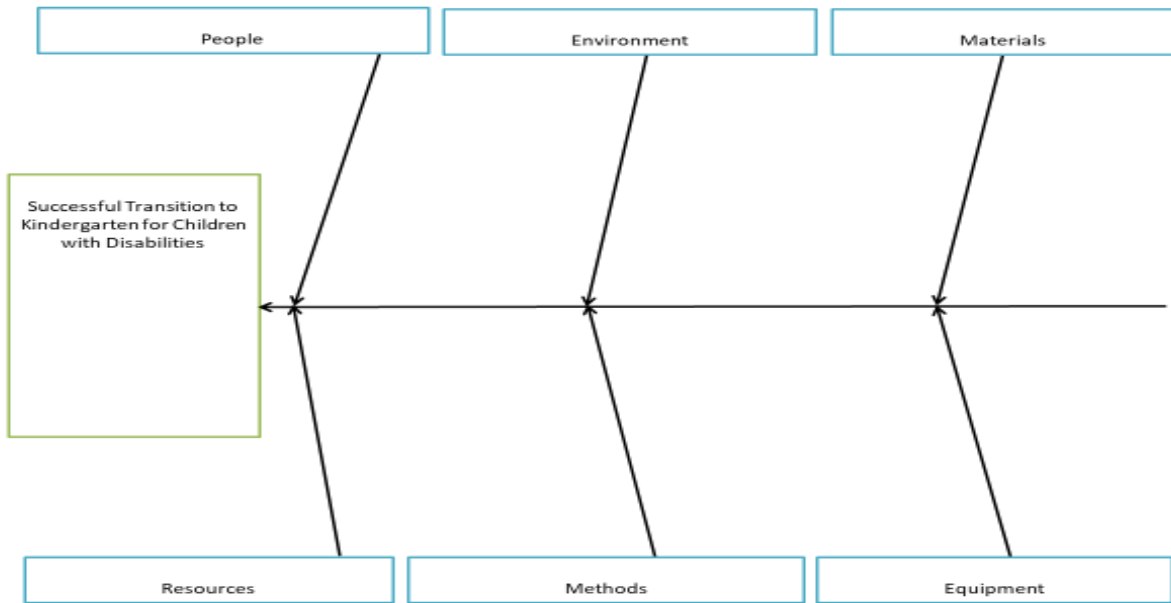 People
Environment
Materials
Successful Transition to
Kindergarten for Children
with Disabilities
Resources
Methods
Equipment